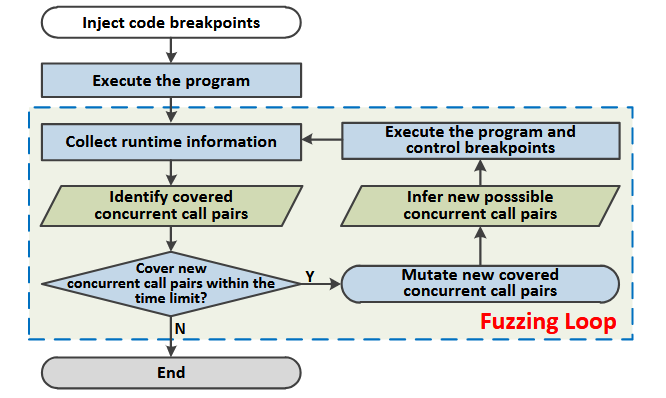 Inject code breakpoints
Execute the program
Collect runtime information
Execute the program and
control breakpoints
Identify covered
concurrent call pairs
Infer new posssible
concurrent call pairs
Cover new
concurrent call pairs within the
time limit?
Y
Mutate new covered
concurrent call pairs
Fuzzing Loop
N
End